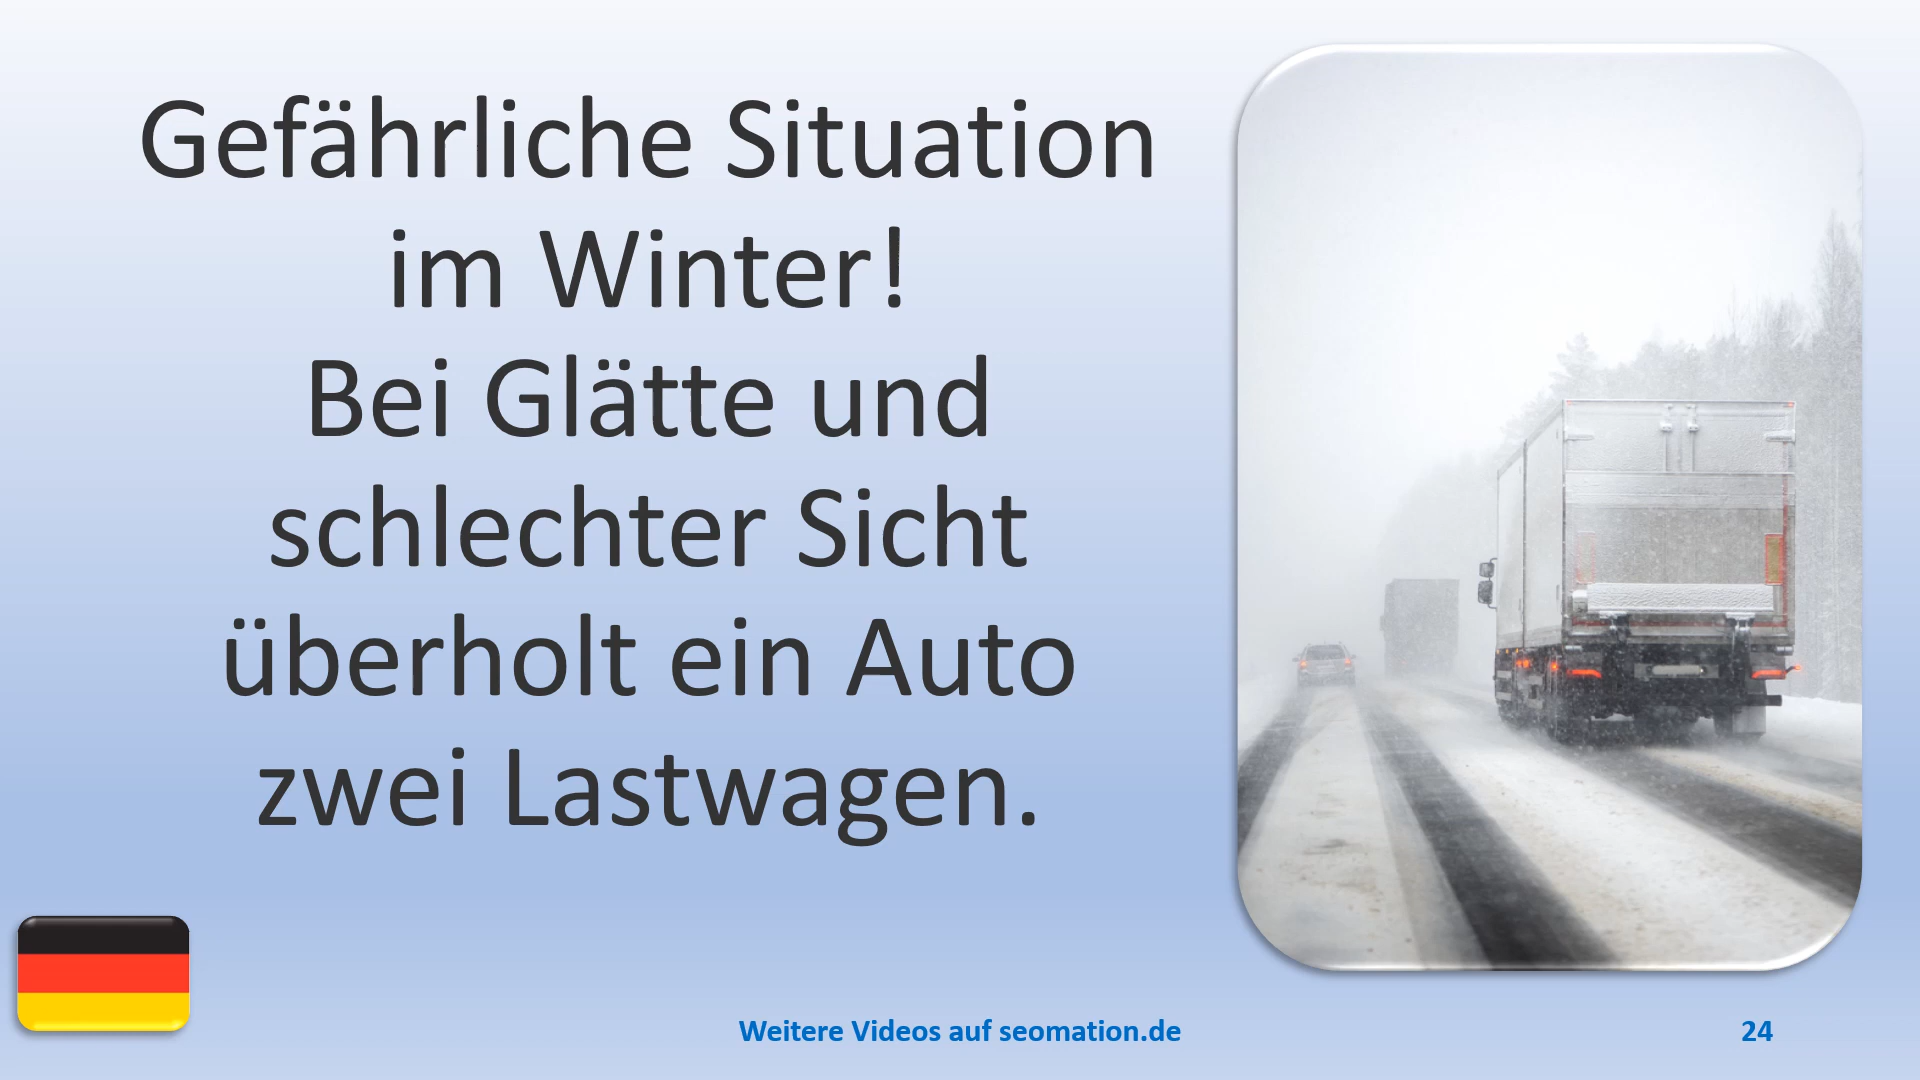 Gefährliche Situation
im Winter!
Bei Glätte und
schlechter Sicht
überholt ein Auto
zwei Lastwagen.
Weitere Videos auf seomation.de
24